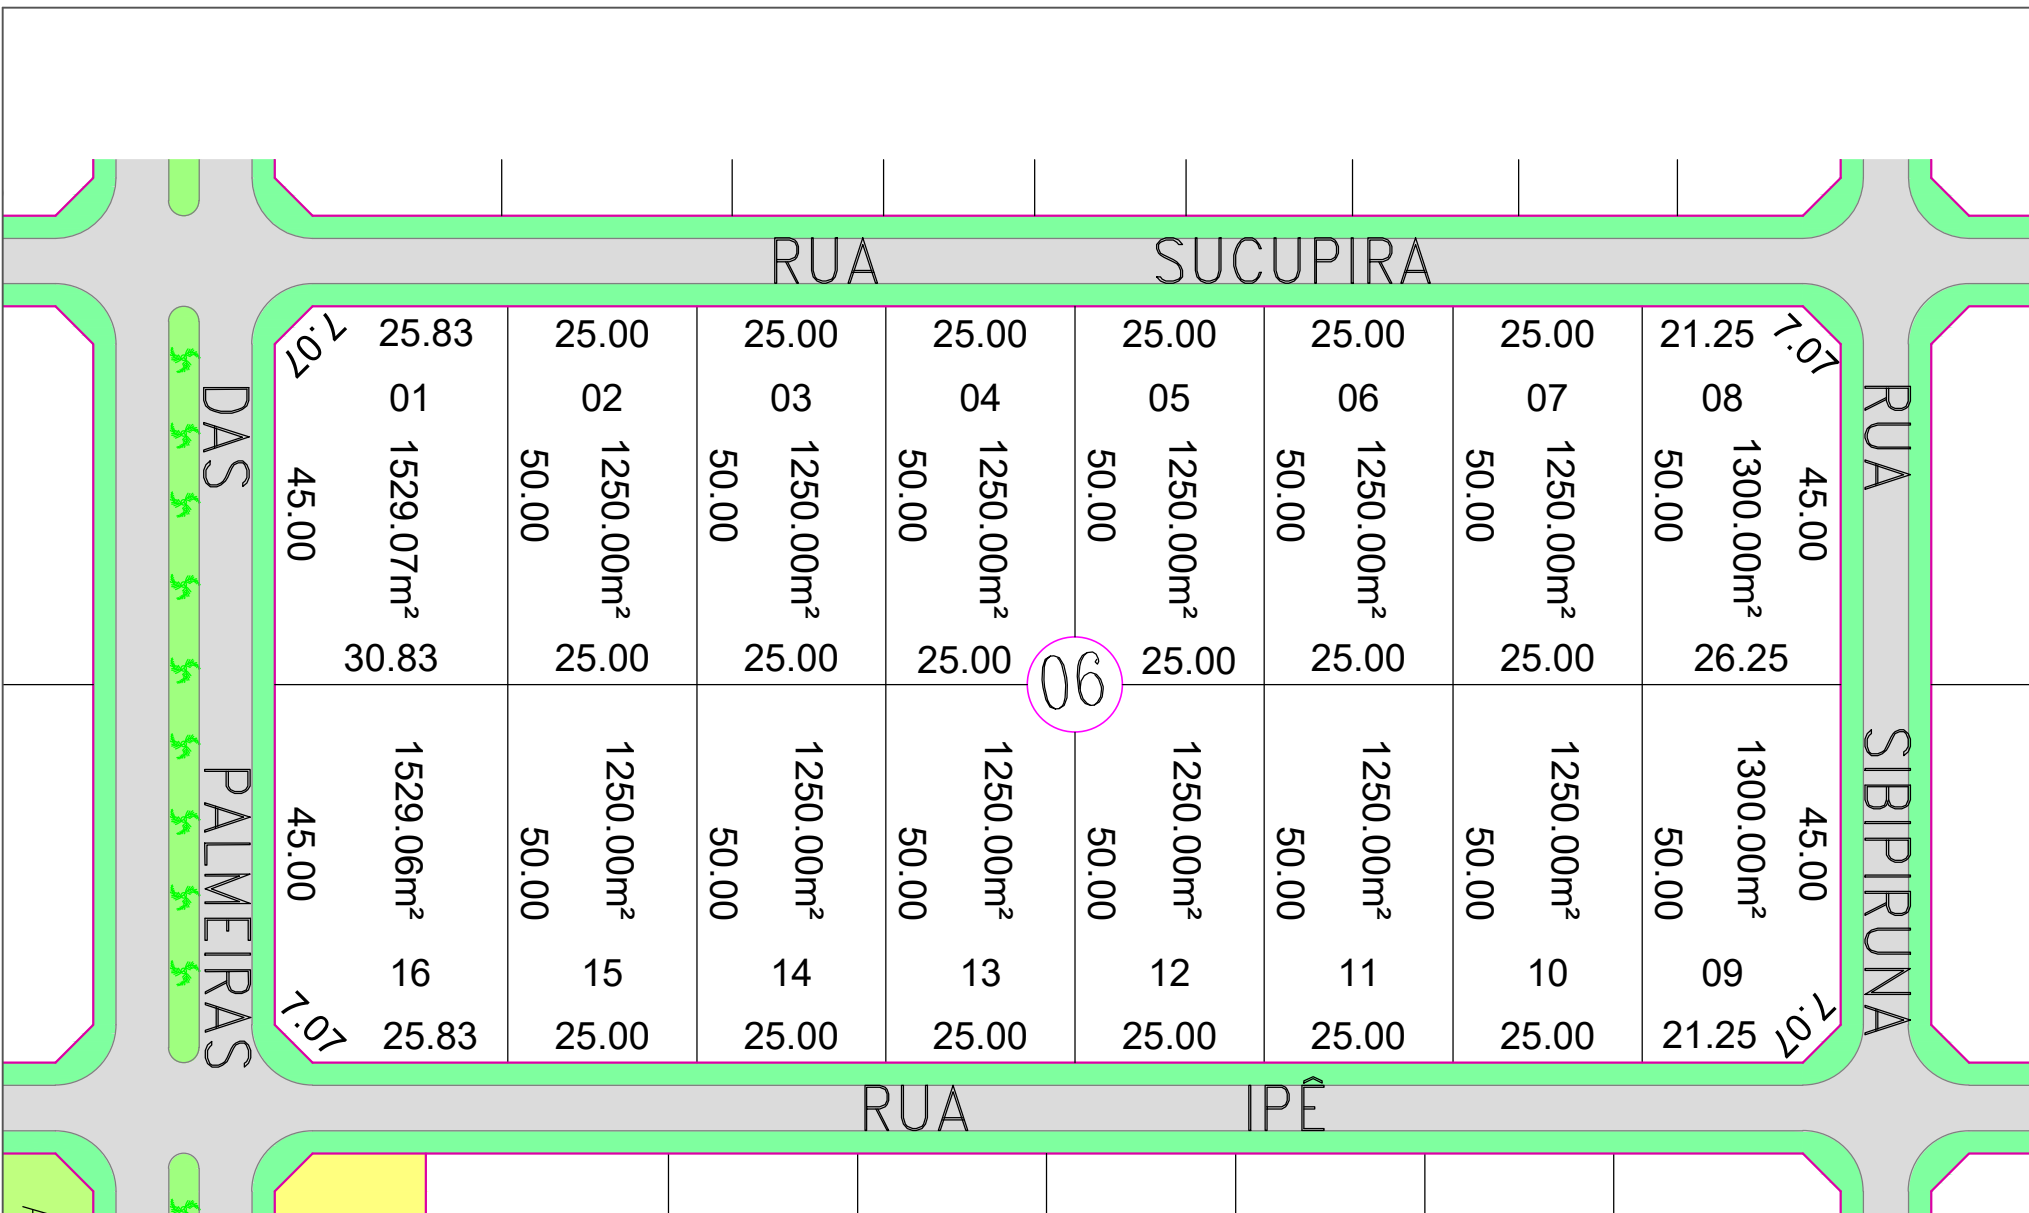 RUA SUCUPIRA
7.07 25.83 25.00 25.00 25.00 25.00 25.00 25.00 21.25 7.07
01 02 03 04 05 06 07 08
45.00 1529.07m² 50.00 1250.00m² 50.00 1250.00m² 50.00 1250.00m² 50.00 1250.00m² 50.00 1250.00m² 50.00 1250.00m² 50.00 1300.00m² 45.00
30.83 25.00 25.00 25.00 25.00 25.00 25.00 26.25
06
45.00 1529.06m² 50.00 1250.00m² 50.00 1250.00m² 50.00 1250.00m² 50.00 1250.00m² 50.00 1250.00m² 50.00 1250.00m² 50.00 1300.00m² 45.00
16 15 14 13 12 11 10 09
7.07 25.83 25.00 25.00 25.00 25.00 25.00 25.00 21.25 7.07
RUA IPÊ
DAS PALMEIRAS
RUA SIBIPIRUNA